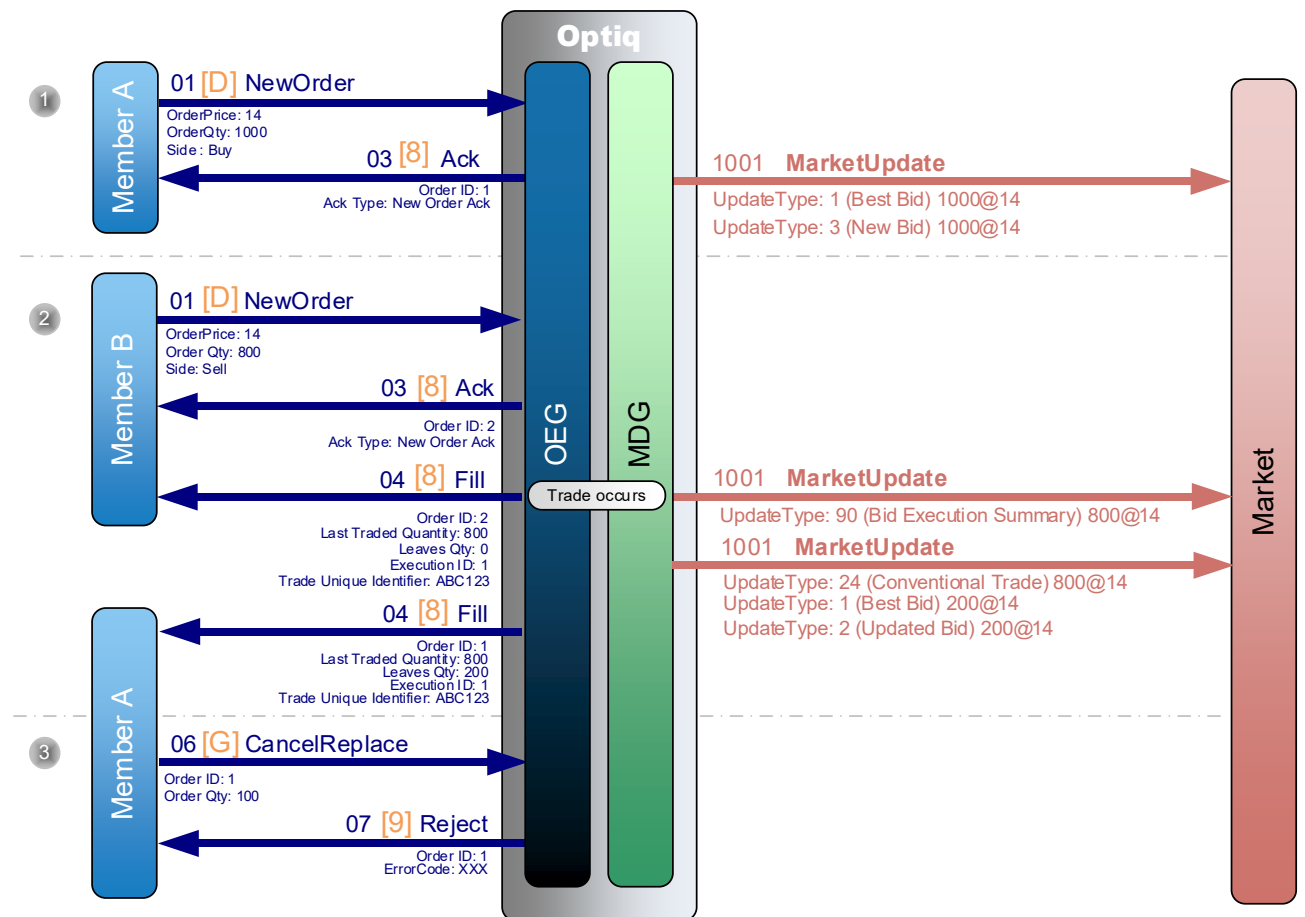 Optiq
1
Member A
01 [D] NewOrder
OrderPrice: 14
OrderQty: 1000
Side : Buy
03 [8] Ack
Order ID: 1
Ack Type: New Order Ack
1001 MarketUpdate
UpdateType: 1 (Best Bid) 1000@14
UpdateType: 3 (New Bid) 1000@14
2
Member B
01 [D] NewOrder
OrderPrice: 14
Order Qty: 800
Side: Sell
03 [8] Ack
Order ID: 2
Ack Type: New Order Ack
OEG
MDG
Market
04 [8] Fill
Trade occurs
Order ID: 2
Last Traded Quantity: 800
Leaves Qty: 0
Execution ID: 1
Trade Unique Identifier: ABC123
1001 MarketUpdate
UpdateType: 90 (Bid Execution Summary) 800@14
1001 MarketUpdate
UpdateType: 24 (Conventional Trade) 800@14
UpdateType: 1 (Best Bid) 200@14
UpdateType: 2 (Updated Bid) 200@14
Member A
04 [8] Fill
Order ID: 1
Last Traded Quantity: 800
Leaves Qty: 200
Execution ID: 1
Trade Unique Identifier: ABC123
3
06 [G] CancelReplace
Order ID: 1
Order Qty: 100
07 [9] Reject
Order ID: 1
ErrorCode: XXX